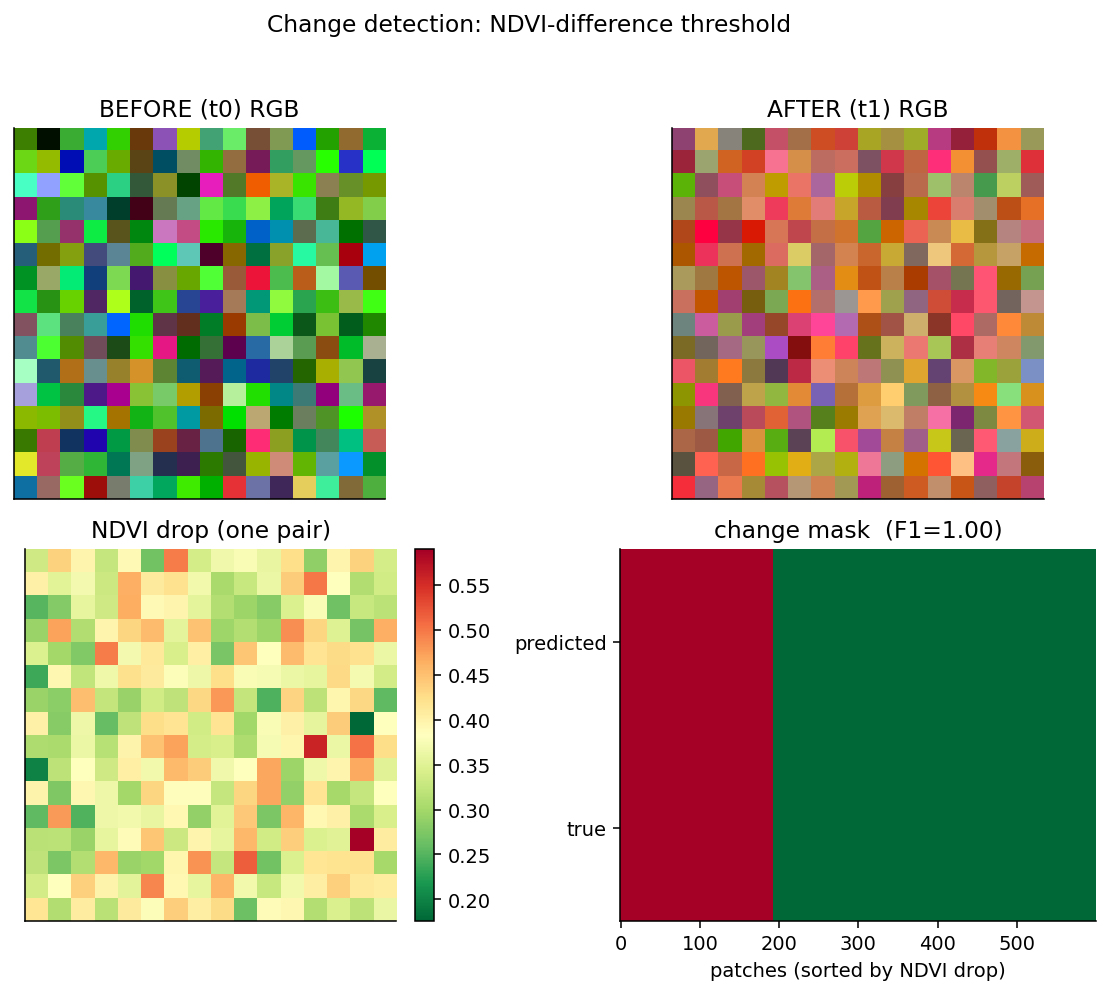 Change detection: NDVI-difference threshold
BEFORE (t0) RGB
AFTER (t1) RGB
NDVI drop (one pair)
0.55
0.50
0.45
0.40
0.35
0.30
0.25
0.20
change mask  (F1=1.00)
predicted
true
0 100 200 300 400 500
patches (sorted by NDVI drop)